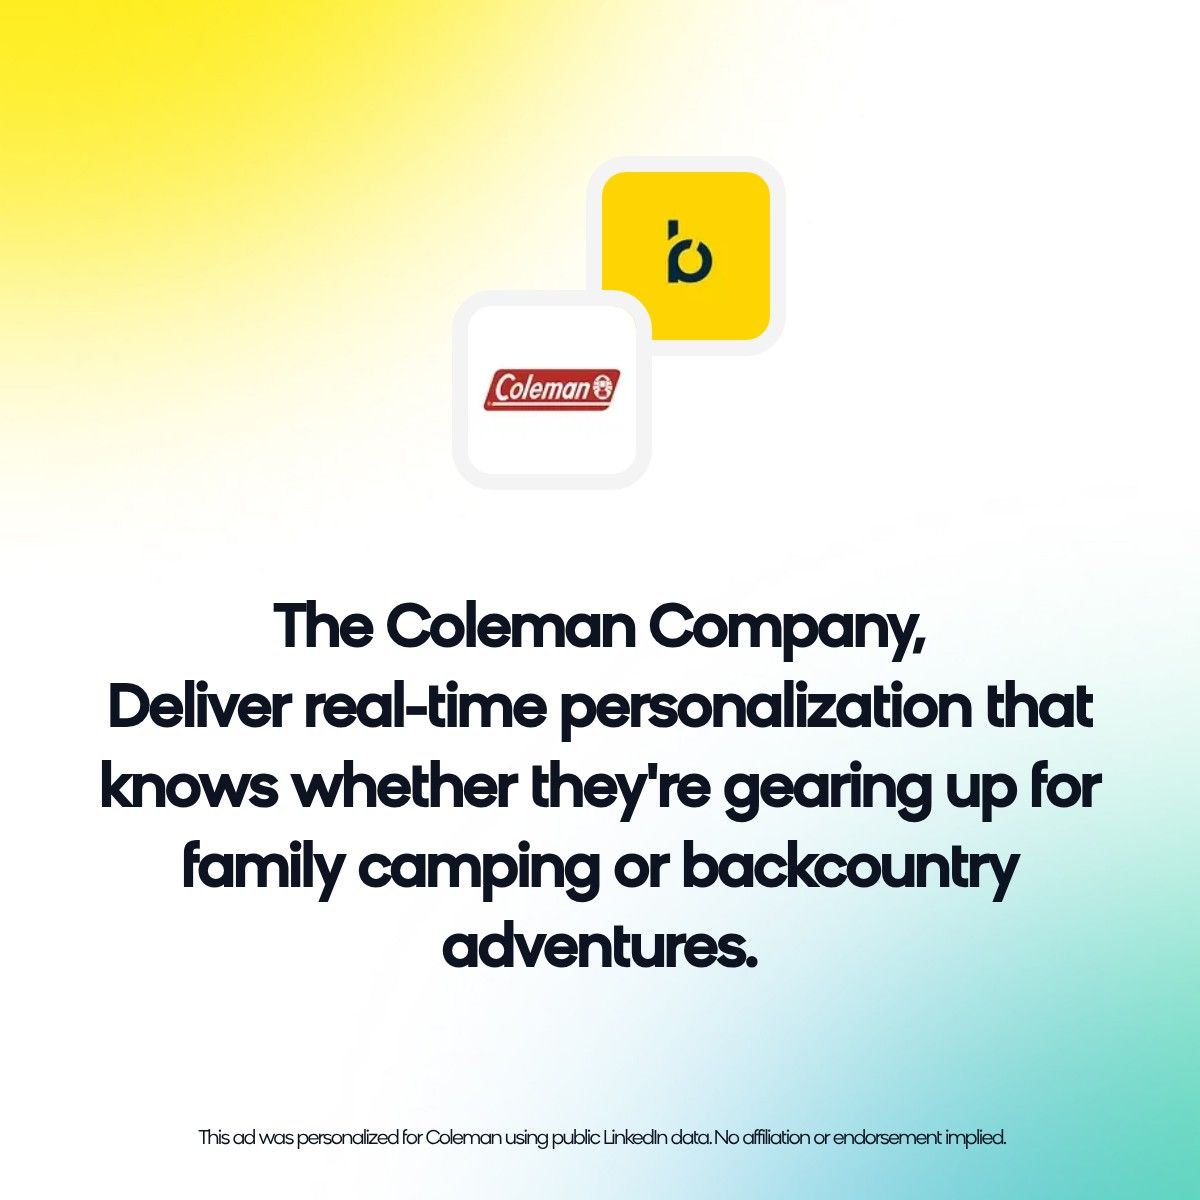 b
Coleman
The Coleman Company,
Deliver real-time personalization that
knows whether they're gearing up for
family camping or backcountry
adventures.
This ad was personalized for Coleman using public LinkedIn data. No affiliation or endorsement implied.